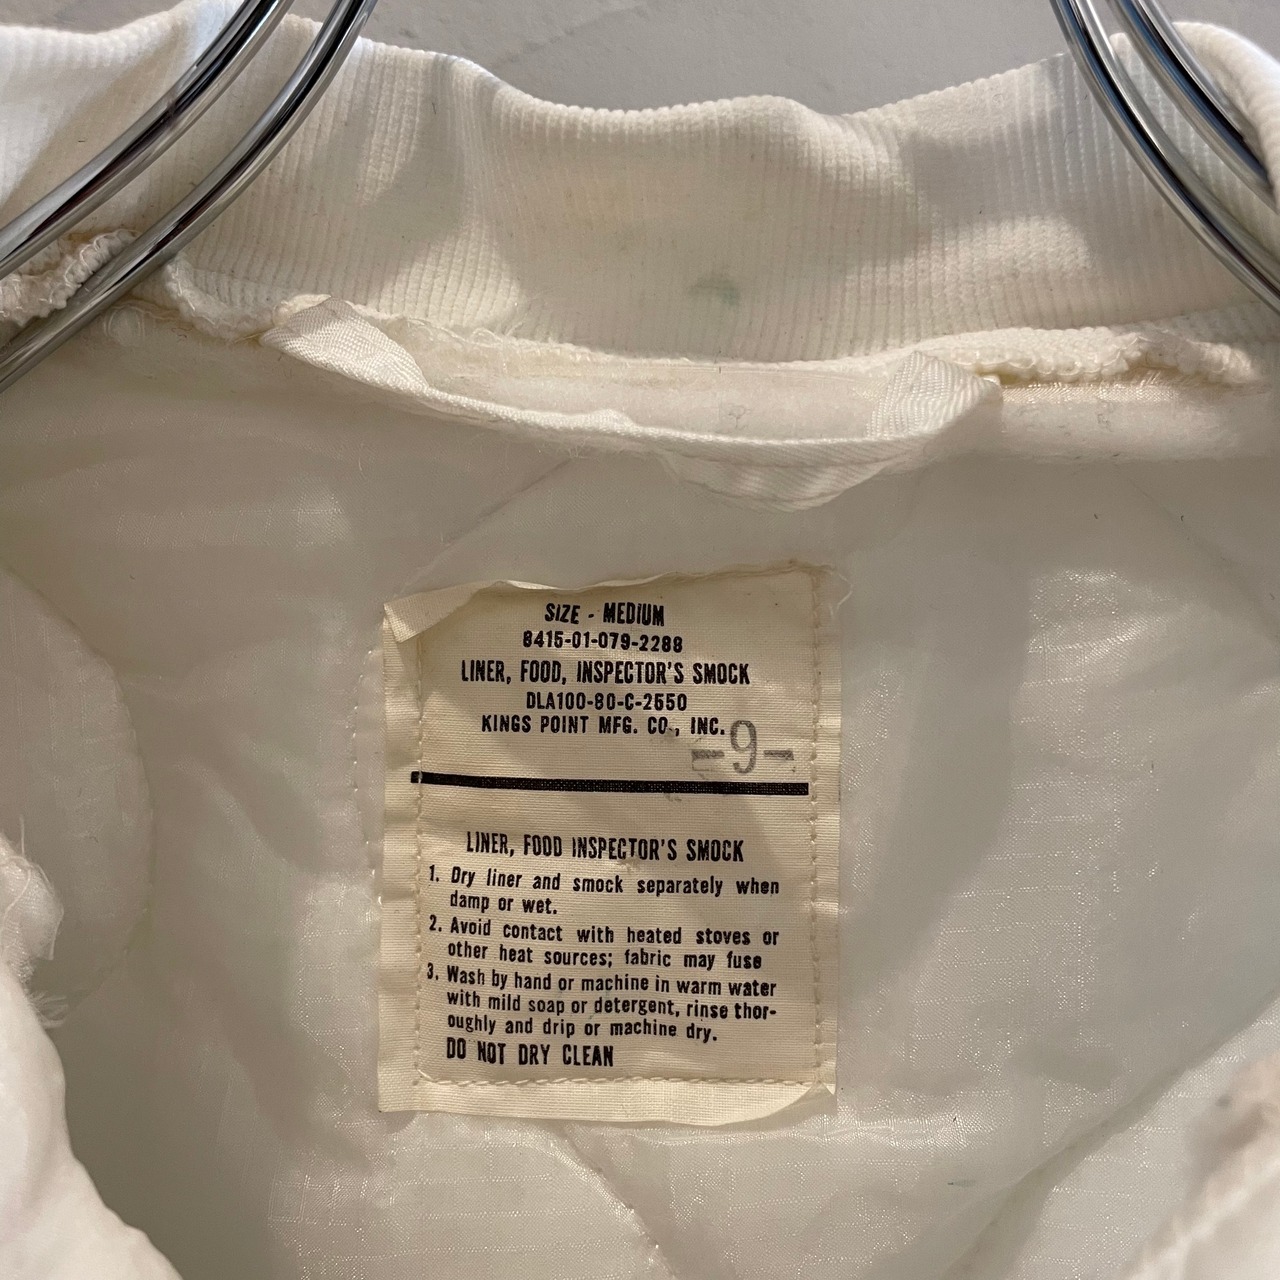 SIZE - MEDIUM
8415-01-079-2288
LINER, FOOD, INSPECTOR'S SMOCK
DLA100-80-C-2550
KINGS POINT MFG. CO., INC.
-9-
LINER, FOOD INSPECTOR'S SMOCK
1. Dry liner and smock separately when
damp or wet.
2. Avoid contact with heated stoves or
other heat sources; fabric may fuse
3. Wash by hand or machine in warm water
with mild soap or detergent, rinse thor-
oughly and drip or machine dry.
DO NOT DRY CLEAN